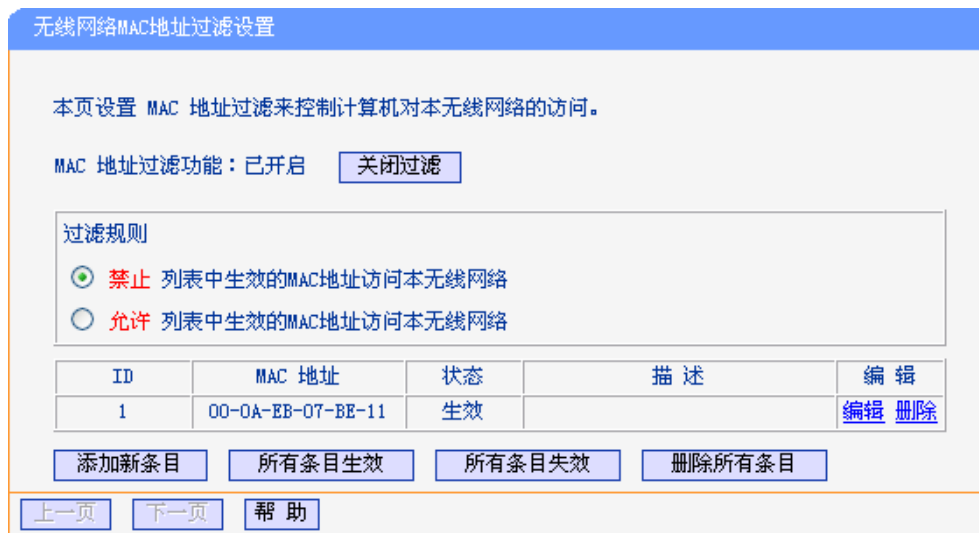 无线网络MAC地址过滤设置
本页设置 MAC 地址过滤来控制计算机对本无线网络的访问。
MAC 地址过滤功能：已开启 关闭过滤
过滤规则
禁止 列表中生效的MAC地址访问本无线网络
允许 列表中生效的MAC地址访问本无线网络
ID MAC 地址 状态 描 述 编 辑
1 00-0A-EB-07-BE-11 生效 编辑 删除
添加新条目 所有条目生效 所有条目失效 删除所有条目
上一页 下一页 帮 助